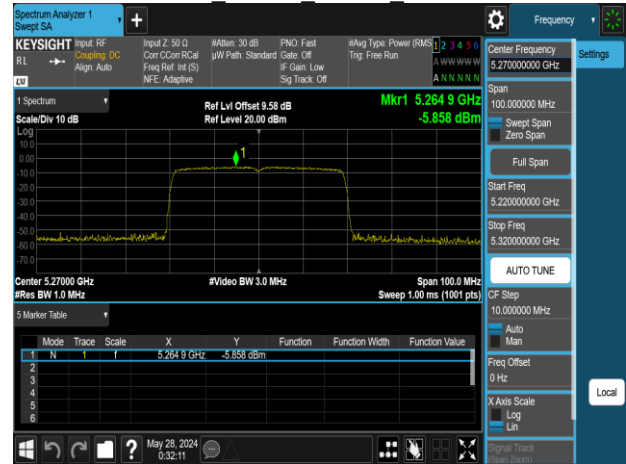 Spectrum Analyzer 1
Swept SA
+
Frequency
KEYSIGHT
RL
LXI
Input: RF
Coupling: DC
Align: Auto
Input Z: 50 Ω
Corr CCorr RCal
Freq Ref: Int (S)
NFE: Adaptive
#Atten: 30 dB
µW Path: Standard
PNO: Fast
Gate: Off
IF Gain: Low
Sig Track: Off
#Avg Type: Power (RMS
Trig: Free Run
1 2 3 4 5 6
A W W W W W
A N N N N N
1 Spectrum
Scale/Div 10 dB
Ref Lvl Offset 9.58 dB
Ref Level 20.00 dBm
Mkr1 5.264 9 GHz
-5.858 dBm
Log
10.0
0.00
-10.0
-20.0
-30.0
-40.0
-50.0
-60.0
-70.0
1
Center 5.27000 GHz
#Res BW 1.0 MHz
#Video BW 3.0 MHz
Span 100.0 MHz
Sweep 1.00 ms (1001 pts)
5 Marker Table
Mode Trace Scale X Y Function Function Width Function Value
1 N 1 f 5.264 9 GHz -5.858 dBm
2
3
4
5
6
May 28, 2024
0:32:11
Center Frequency
5.270000000 GHz
Span
100.000000 MHz
Swept Span
Zero Span
Full Span
Start Freq
5.220000000 GHz
Stop Freq
5.320000000 GHz
AUTO TUNE
CF Step
10.000000 MHz
Auto
Man
Freq Offset
0 Hz
X Axis Scale
Log
Lin
Signal Track
(Span Zoom)
Settings
Local